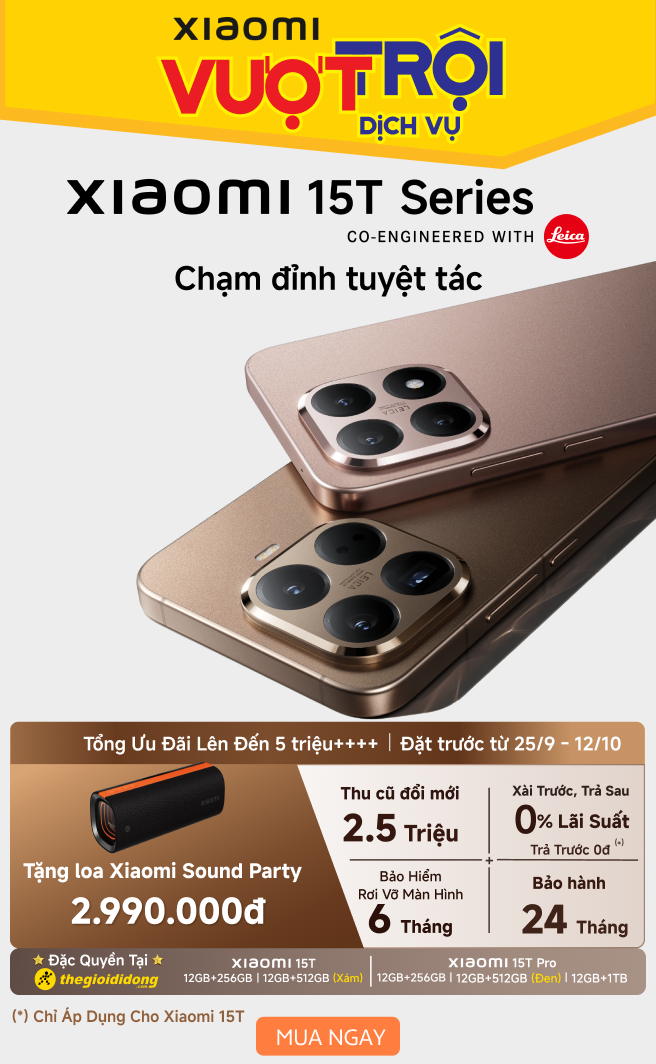 xiaomi
VƯỢT TRỘI
DỊCH VỤ
xiaomi 15T Series
CO-ENGINEERED WITH Leica
Chạm đỉnh tuyệt tác
LEICA
LEICA
Tổng Ưu Đãi Lên Đến 5 triệu++++ | Đặt trước từ 25/9 - 12/10
xiaomi
Tặng loa Xiaomi Sound Party
2.990.000đ
Thu cũ đổi mới
2.5 Triệu
Xài Trước, Trả Sau
0% Lãi Suất
Trả Trước 0đ (*)
+
Bảo Hiểm
Rơi Vỡ Màn Hình
6 Tháng
Bảo hành
24 Tháng
Đặc Quyền Tại
thegioididong
.com
xiaomi 15T
12GB+256GB | 12GB+512GB (Xám)
xiaomi 15T Pro
12GB+256GB | 12GB+512GB (Đen) | 12GB+1TB
(*) Chỉ Áp Dụng Cho Xiaomi 15T
MUA NGAY